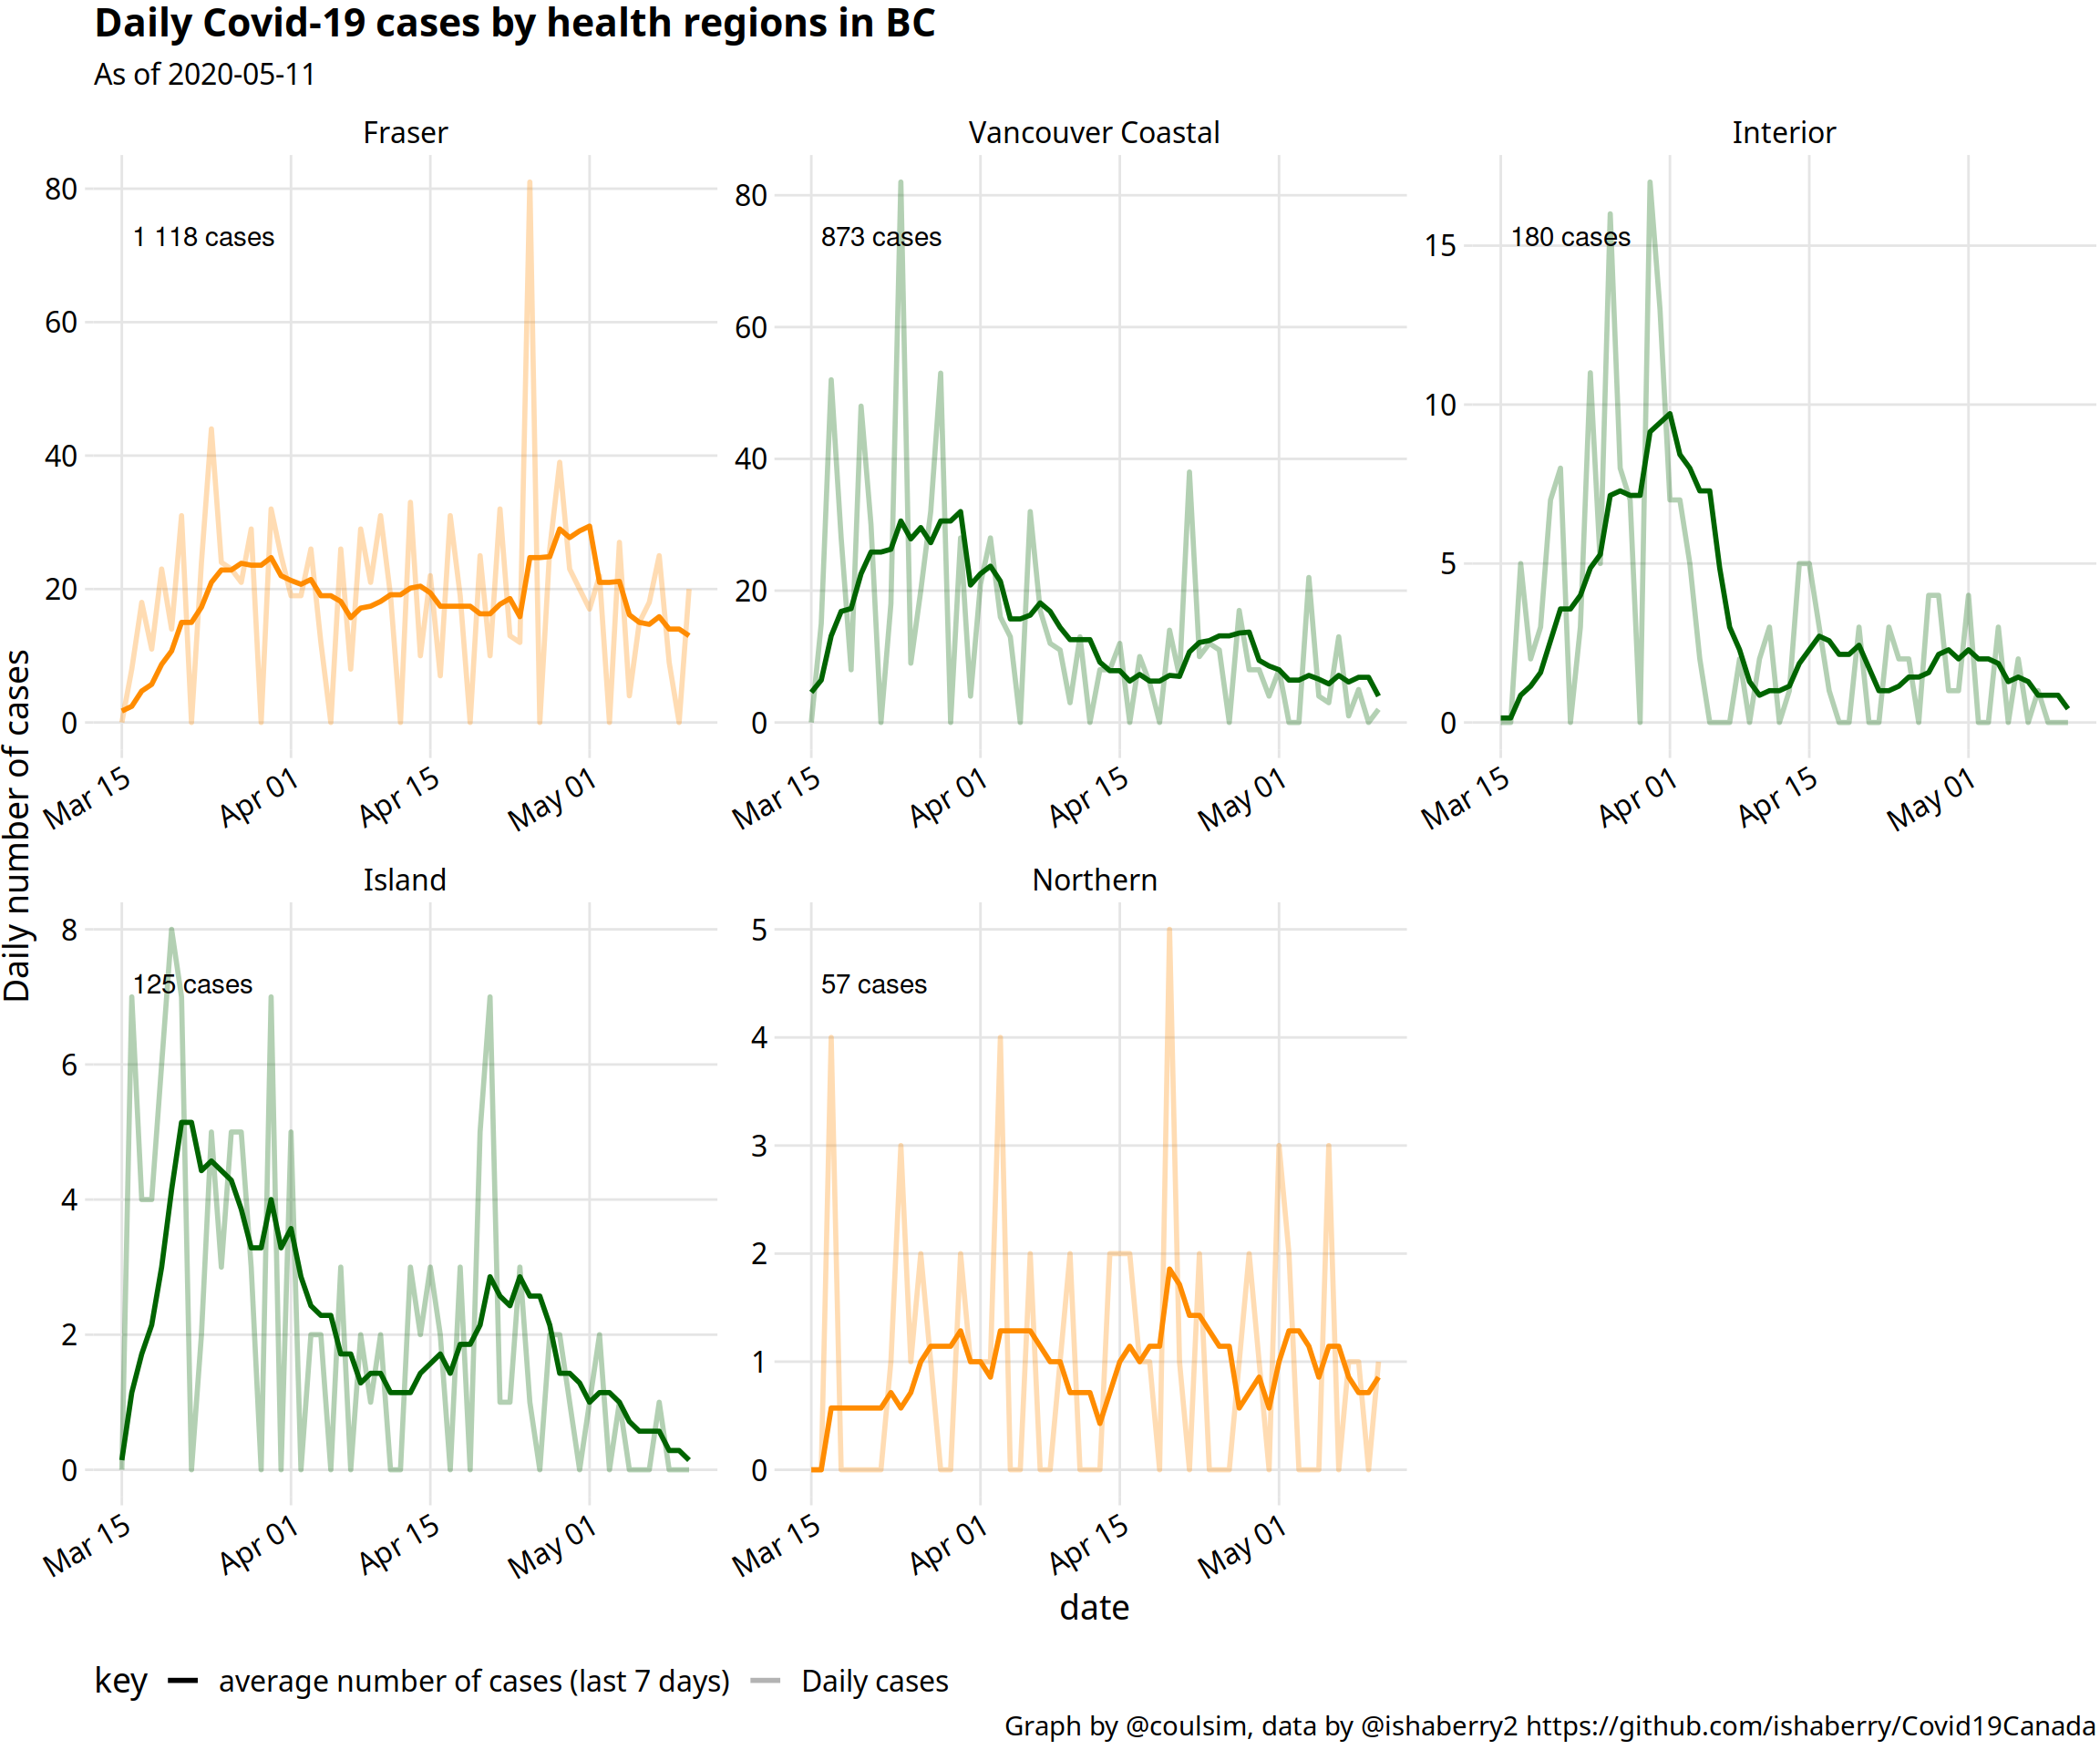 Daily Covid-19 cases by health regions in BC
As of 2020-05-11
Fraser
Vancouver Coastal
Interior
80
60
40
20
0
1 118 cases
Mar 15
Apr 01
Apr 15
May 01
80
60
40
20
0
873 cases
Mar 15
Apr 01
Apr 15
May 01
15
10
5
0
180 cases
Mar 15
Apr 01
Apr 15
May 01
Daily number of cases
Island
Northern
8
6
4
2
0
125 cases
Mar 15
Apr 01
Apr 15
May 01
5
4
3
2
1
0
57 cases
Mar 15
Apr 01
Apr 15
May 01
date
key average number of cases (last 7 days) Daily cases
Graph by @coulsim, data by @ishaberry2 https://github.com/ishaberry/Covid19Canada